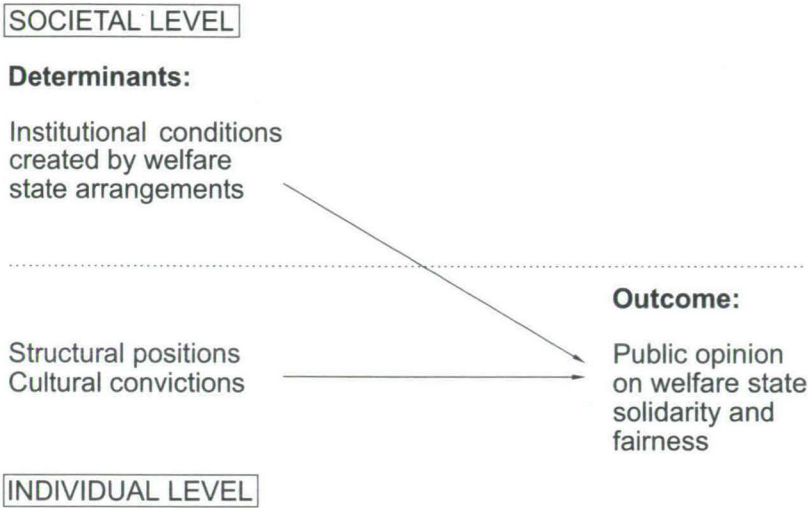 SOCIETAL LEVEL
Determinants:
Institutional conditions
created by welfare
state arrangements
Outcome:
Structural positions
Cultural convictions
Public opinion
on welfare state
solidarity and
fairness
INDIVIDUAL LEVEL